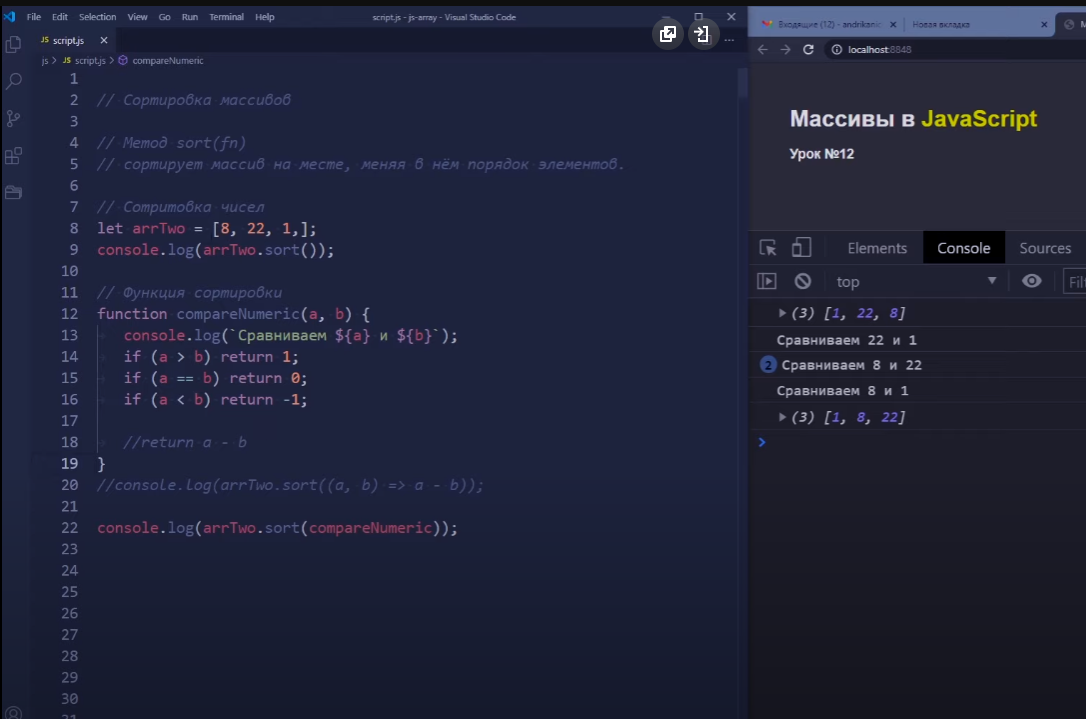 File Edit Selection View Go Run Terminal Help
script.js - js-array - Visual Studio Code
JS script.js
js > JS script.js > compareNumeric
1
2 // Сортировка массивов
3
4 // Метод sort(fn)
5 // сортирует массив на месте, меняя в нём порядок элементов.
6
7 // Сотритовка чисел
8 let arrTwo = [8, 22, 1,];
9 console.log(arrTwo.sort());
10
11 // Функция сортировки
12 function compareNumeric(a, b) {
13 console.log(`Сравниваем ${a} и ${b}`);
14 if (a > b) return 1;
15 if (a == b) return 0;
16 if (a < b) return -1;
17
18 //return a - b
19 }
20 //console.log(arrTwo.sort((a, b) => a - b));
21
22 console.log(arrTwo.sort(compareNumeric));
23
24
25
26
27
28
29
30
31
Входящие (12) - andrikanic
Новая вкладка
localhost:8848
Массивы в JavaScript
Урок №12
Elements Console Sources
top
Filt
(3) [1, 22, 8]
Сравниваем 22 и 1
2 Сравниваем 8 и 22
Сравниваем 8 и 1
(3) [1, 8, 22]